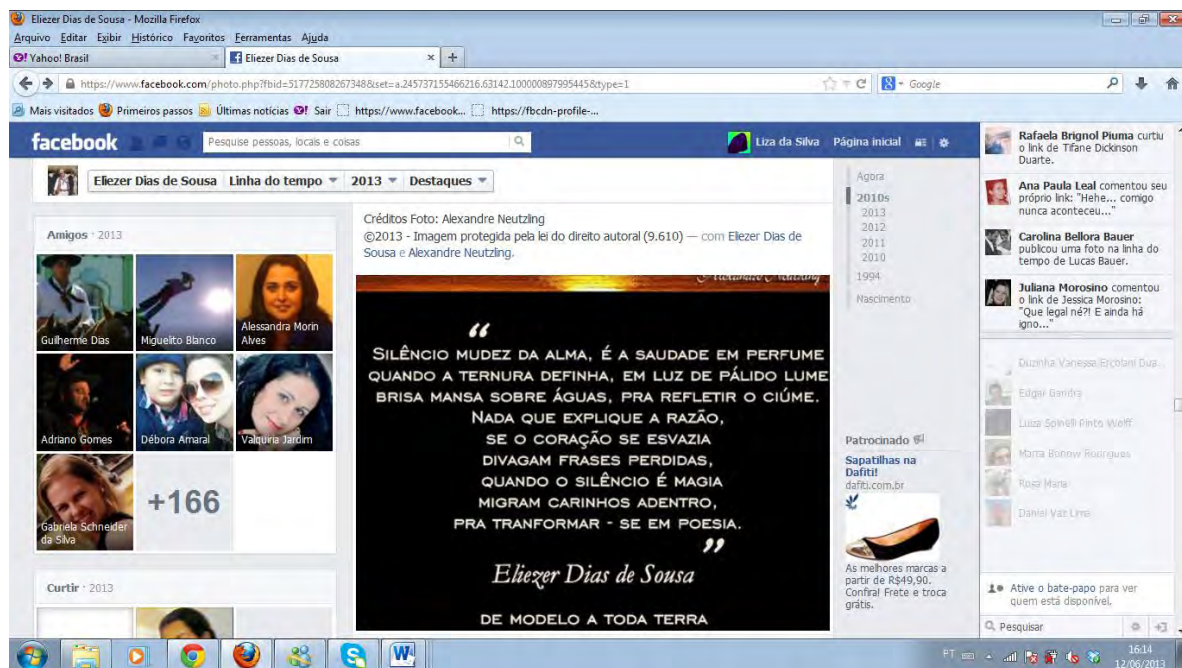 Eliezer Dias de Sousa - Mozilla Firefox
Arquivo Editar Exibir Histórico Favoritos Ferramentas Ajuda
Yahoo! Brasil
Eliezer Dias de Sousa
https://www.facebook.com/photo.php?fbid=517725808267348&set=a.245737155466216.63142.100000897995445&type=1
Google
Mais visitados Primeiros passos Últimas notícias Sair https://www.facebook... https://fbcdn-profile-...
facebook
Pesquise pessoas, locais e coisas
Liza da Silva Página inicial
Eliezer Dias de Sousa Linha do tempo 2013 Destaques
Amigos · 2013
Guilherme Dias
Miguelito Blanco
Alessandra Morin
Alves
Adriano Gomes
Débora Amaral
Valquiria Jardim
Gabriela Schneider
da Silva
+166
Curtir · 2013
Créditos Foto: Alexandre Neutzling
©2013 - Imagem protegida pela lei do direito autoral (9.610) — com Eliezer Dias de
Sousa e Alexandre Neutzling.
Alexandre Neutzling
“
SILÊNCIO MUDEZ DA ALMA, É A SAUDADE EM PERFUME
QUANDO A TERNURA DEFINHA, EM LUZ DE PÁLIDO LUME
BRISA MANSA SOBRE ÁGUAS, PRA REFLETIR O CIÚME.
NADA QUE EXPLIQUE A RAZÃO,
SE O CORAÇÃO SE ESVAZIA
DIVAGAM FRASES PERDIDAS,
QUANDO O SILÊNCIO É MAGIA
MIGRAM CARINHOS ADENTRO,
PRA TRANFORMAR - SE EM POESIA.
”
Eliezer Dias de Sousa
DE MODELO A TODA TERRA
Agora
2010s
2013
2012
2011
2010
1994
Nascimento
Patrocinado
Sapatilhas na
Dafiti!
dafiti.com.br
As melhores marcas a
partir de R$49,90.
Confira! Frete e troca
grátis.
Rafaela Brignol Piuma curtiu
o link de Tifane Dickinson
Duarte.
Ana Paula Leal comentou seu
próprio link: "Hehe... comigo
nunca aconteceu..."
Carolina Bellora Bauer
publicou uma foto na linha do
tempo de Lucas Bauer.
Juliana Morosino comentou
o link de Jessica Morosino:
"Que legal né?! E ainda há
igno..."
Duzinha Vanessa Ercolani Dua...
Edgar Gandra
Luiza Spinelli Pinto Wolff
Marta Bonow Rodrigues
Rosa Maria
Daniel Vaz Lima
Ative o bate-papo para ver
quem está disponível.
Pesquisar
PT
16:14
12/06/2013